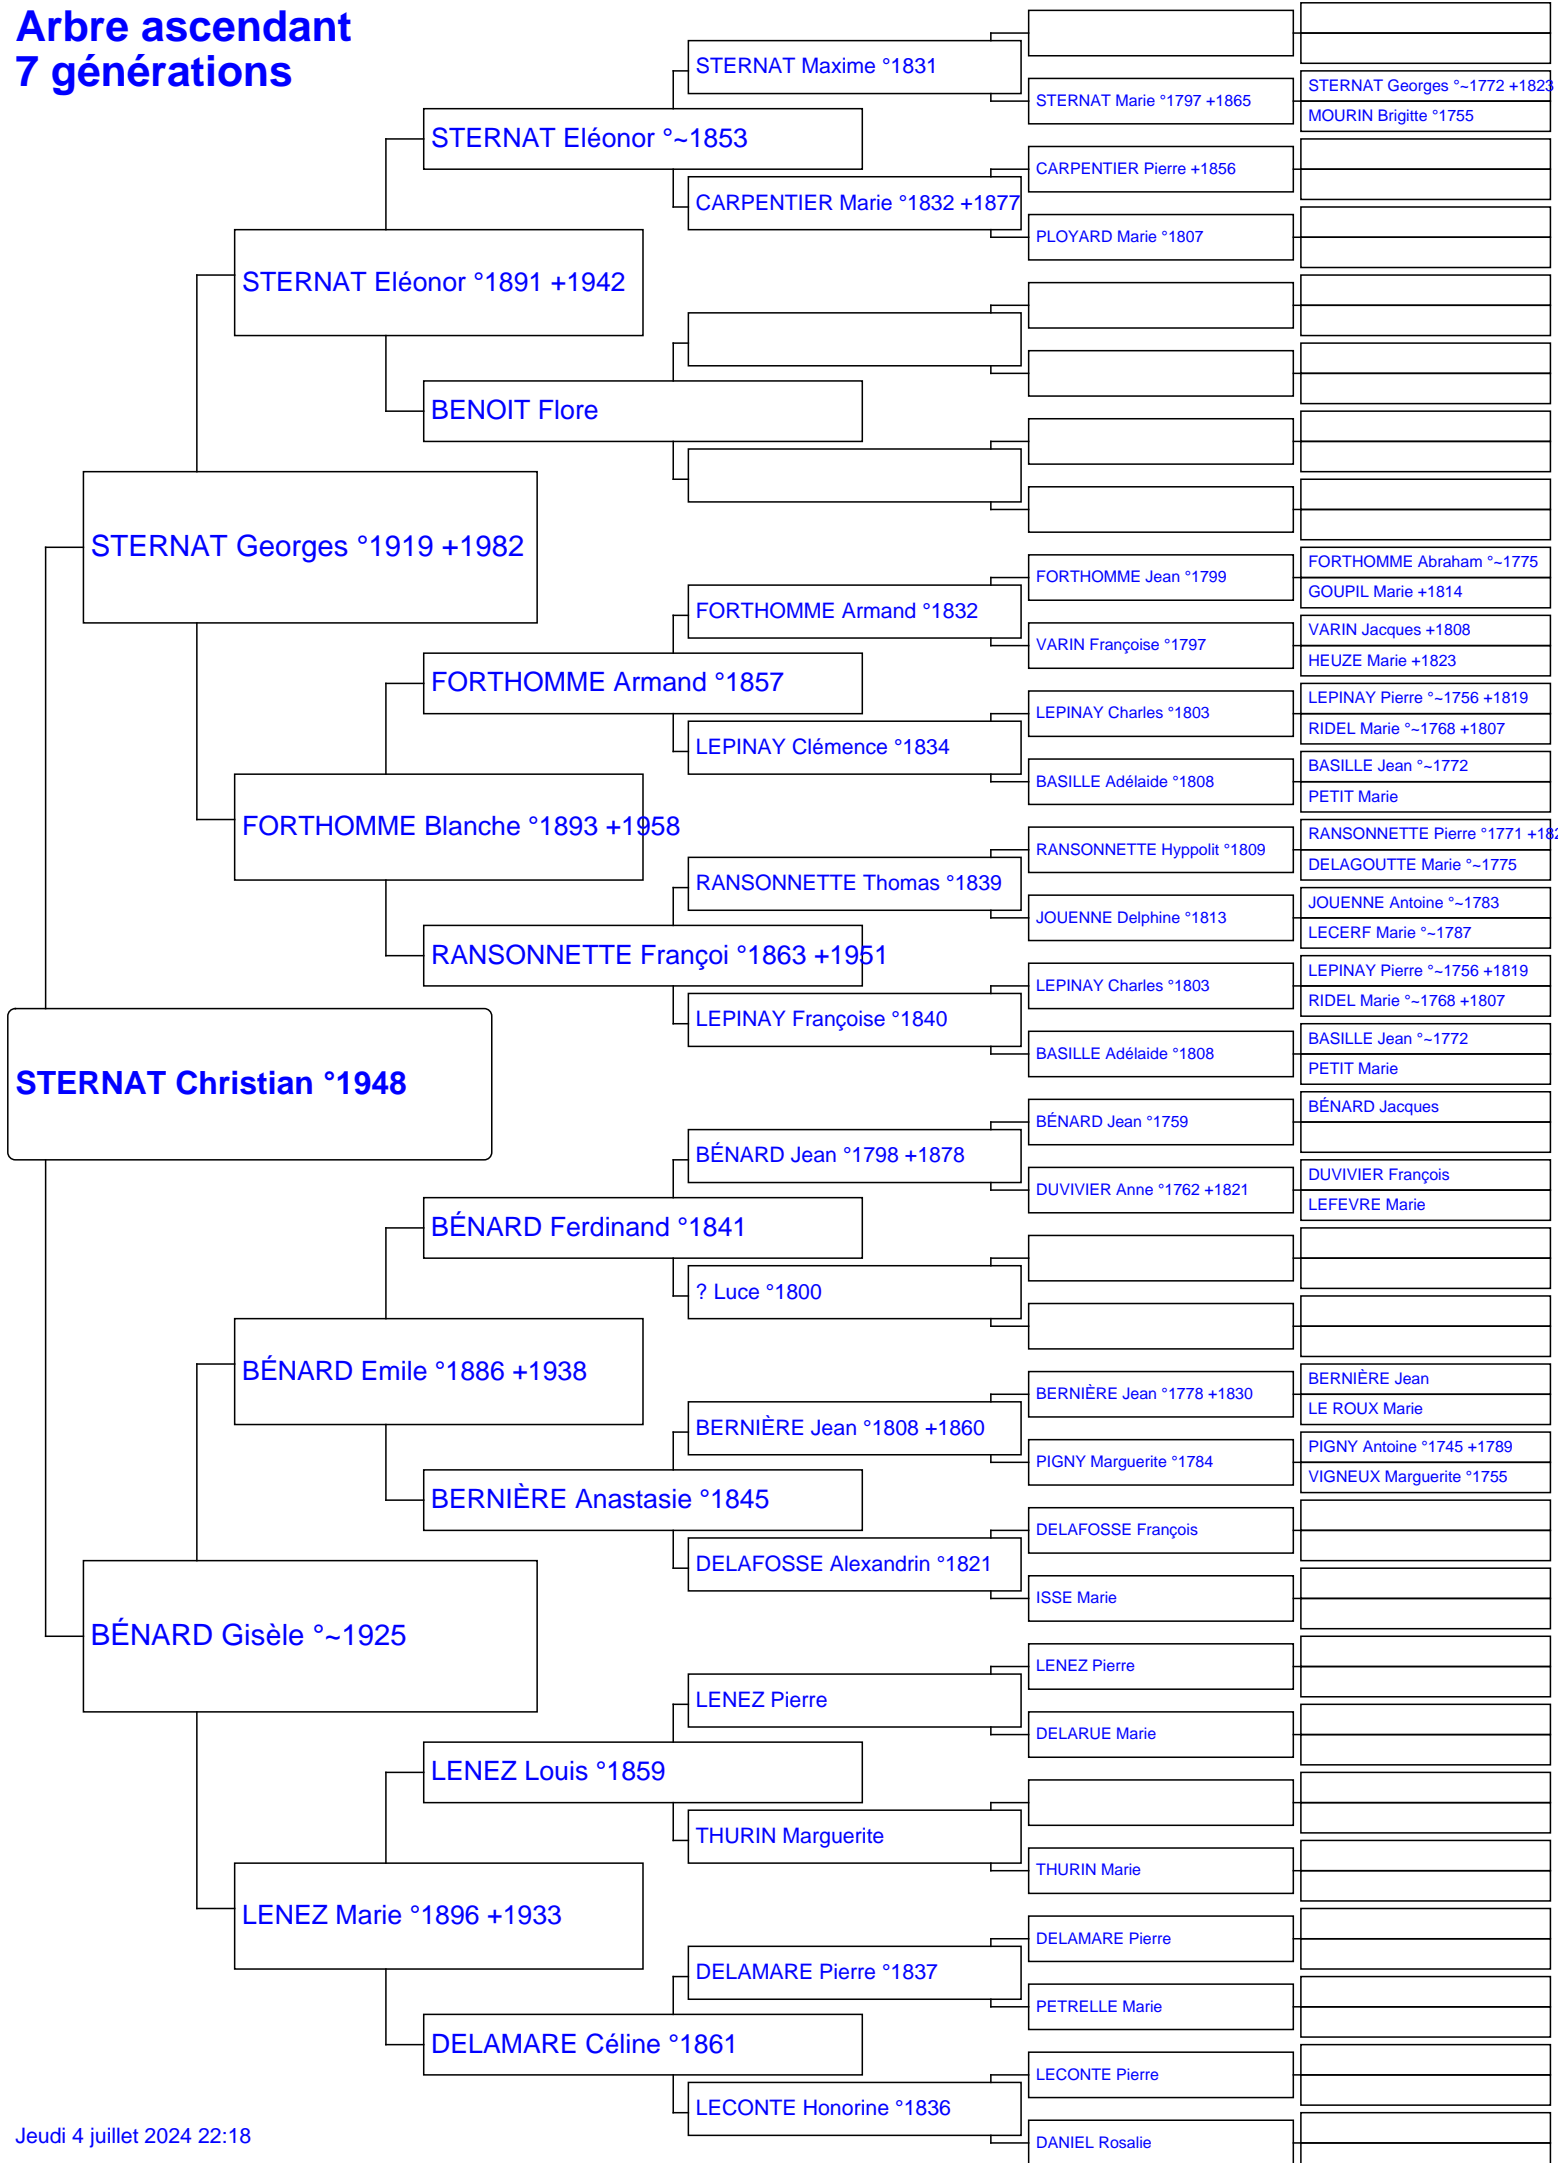 Arbre ascendant
7 générations
STERNAT Christian °1948
STERNAT Georges °1919 +1982
BÉNARD Gisèle °~1925
STERNAT Eléonor °1891 +1942
FORTHOMME Blanche °1893 +1958
BÉNARD Emile °1886 +1938
LENEZ Marie °1896 +1933
STERNAT Eléonor °~1853
BENOIT Flore
FORTHOMME Armand °1857
RANSONNETTE Françoi °1863 +1951
BÉNARD Ferdinand °1841
BERNIÈRE Anastasie °1845
LENEZ Louis °1859
DELAMARE Céline °1861
STERNAT Maxime °1831
CARPENTIER Marie °1832 +1877
FORTHOMME Armand °1832
LEPINAY Clémence °1834
RANSONNETTE Thomas °1839
LEPINAY Françoise °1840
BÉNARD Jean °1798 +1878
? Luce °1800
BERNIÈRE Jean °1808 +1860
DELAFOSSE Alexandrin °1821
LENEZ Pierre
THURIN Marguerite
DELAMARE Pierre °1837
LECONTE Honorine °1836
STERNAT Marie °1797 +1865
CARPENTIER Pierre +1856
PLOYARD Marie °1807
FORTHOMME Jean °1799
VARIN Françoise °1797
LEPINAY Charles °1803
BASILLE Adélaide °1808
RANSONNETTE Hyppolit °1809
JOUENNE Delphine °1813
LEPINAY Charles °1803
BASILLE Adélaide °1808
BÉNARD Jean °1759
DUVIVIER Anne °1762 +1821
BERNIÈRE Jean °1778 +1830
PIGNY Marguerite °1784
DELAFOSSE François
ISSE Marie
LENEZ Pierre
DELARUE Marie
THURIN Marie
DELAMARE Pierre
PETRELLE Marie
LECONTE Pierre
DANIEL Rosalie
STERNAT Georges °~1772 +1823
MOURIN Brigitte °1755
FORTHOMME Abraham °~1775
GOUPIL Marie +1814
VARIN Jacques +1808
HEUZE Marie +1823
LEPINAY Pierre °~1756 +1819
RIDEL Marie °~1768 +1807
BASILLE Jean °~1772
PETIT Marie
RANSONNETTE Pierre °1771
DELAGOUTTE Marie °~1775
JOUENNE Antoine °~1783
LECERF Marie °~1787
LEPINAY Pierre °~1756 +1819
RIDEL Marie °~1768 +1807
BASILLE Jean °~1772
PETIT Marie
BÉNARD Jacques
DUVIVIER François
LEFEVRE Marie
BERNIÈRE Jean
LE ROUX Marie
PIGNY Antoine °1745 +1789
VIGNEUX Marguerite °1755
Jeudi 4 juillet 2024 22:18